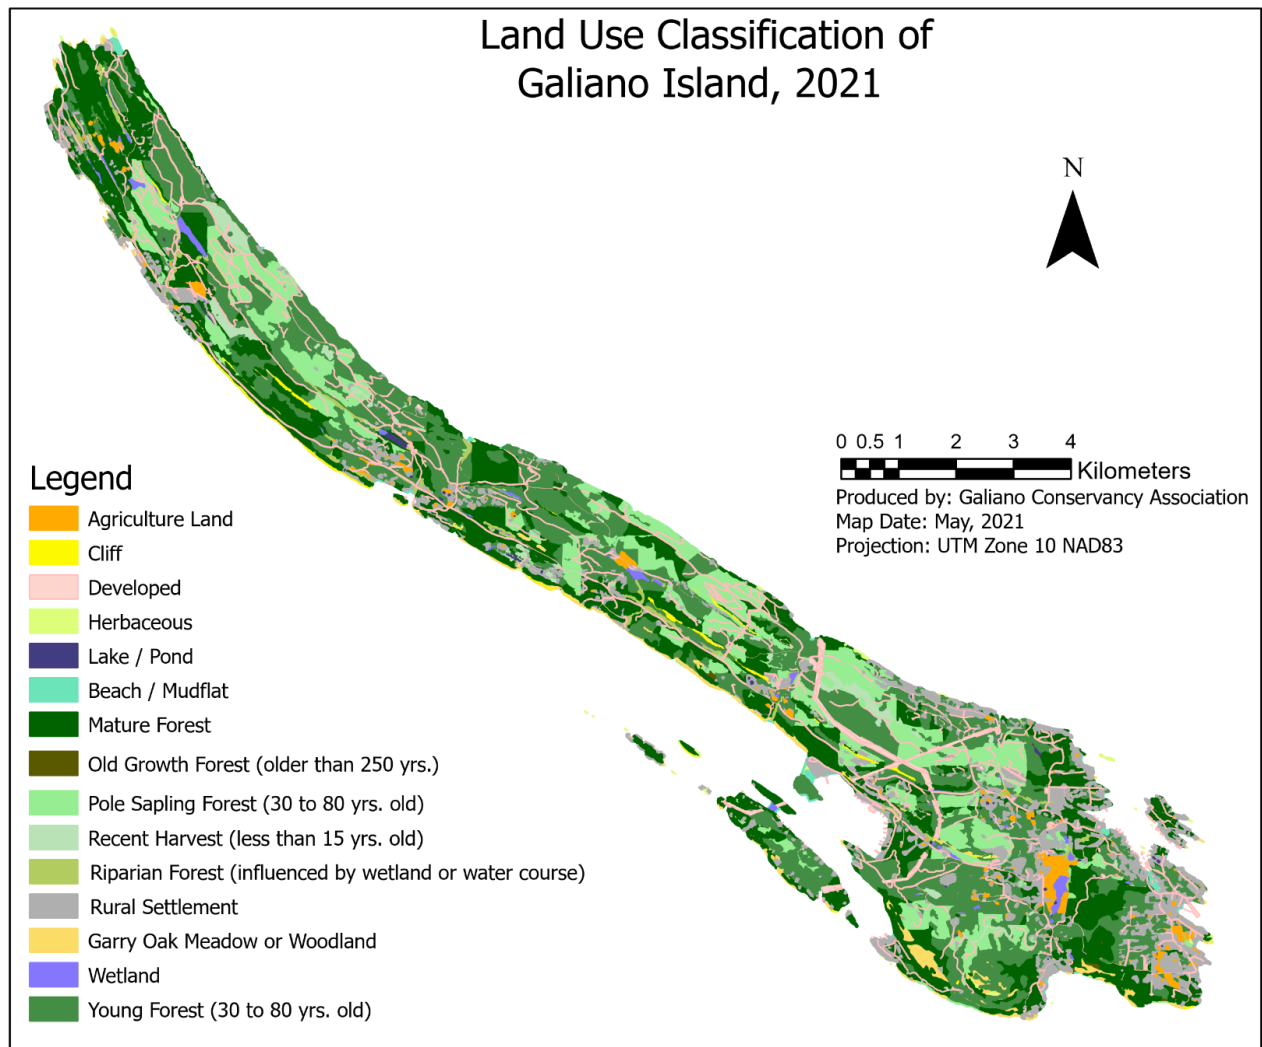 Land Use Classification of
Galiano Island, 2021
N
0 0.5 1 2 3 4
Kilometers
Produced by: Galiano Conservancy Association
Map Date: May, 2021
Projection: UTM Zone 10 NAD83
Legend
Agriculture Land
Cliff
Developed
Herbaceous
Lake / Pond
Beach / Mudflat
Mature Forest
Old Growth Forest (older than 250 yrs.)
Pole Sapling Forest (30 to 80 yrs. old)
Recent Harvest (less than 15 yrs. old)
Riparian Forest (influenced by wetland or water course)
Rural Settlement
Garry Oak Meadow or Woodland
Wetland
Young Forest (30 to 80 yrs. old)